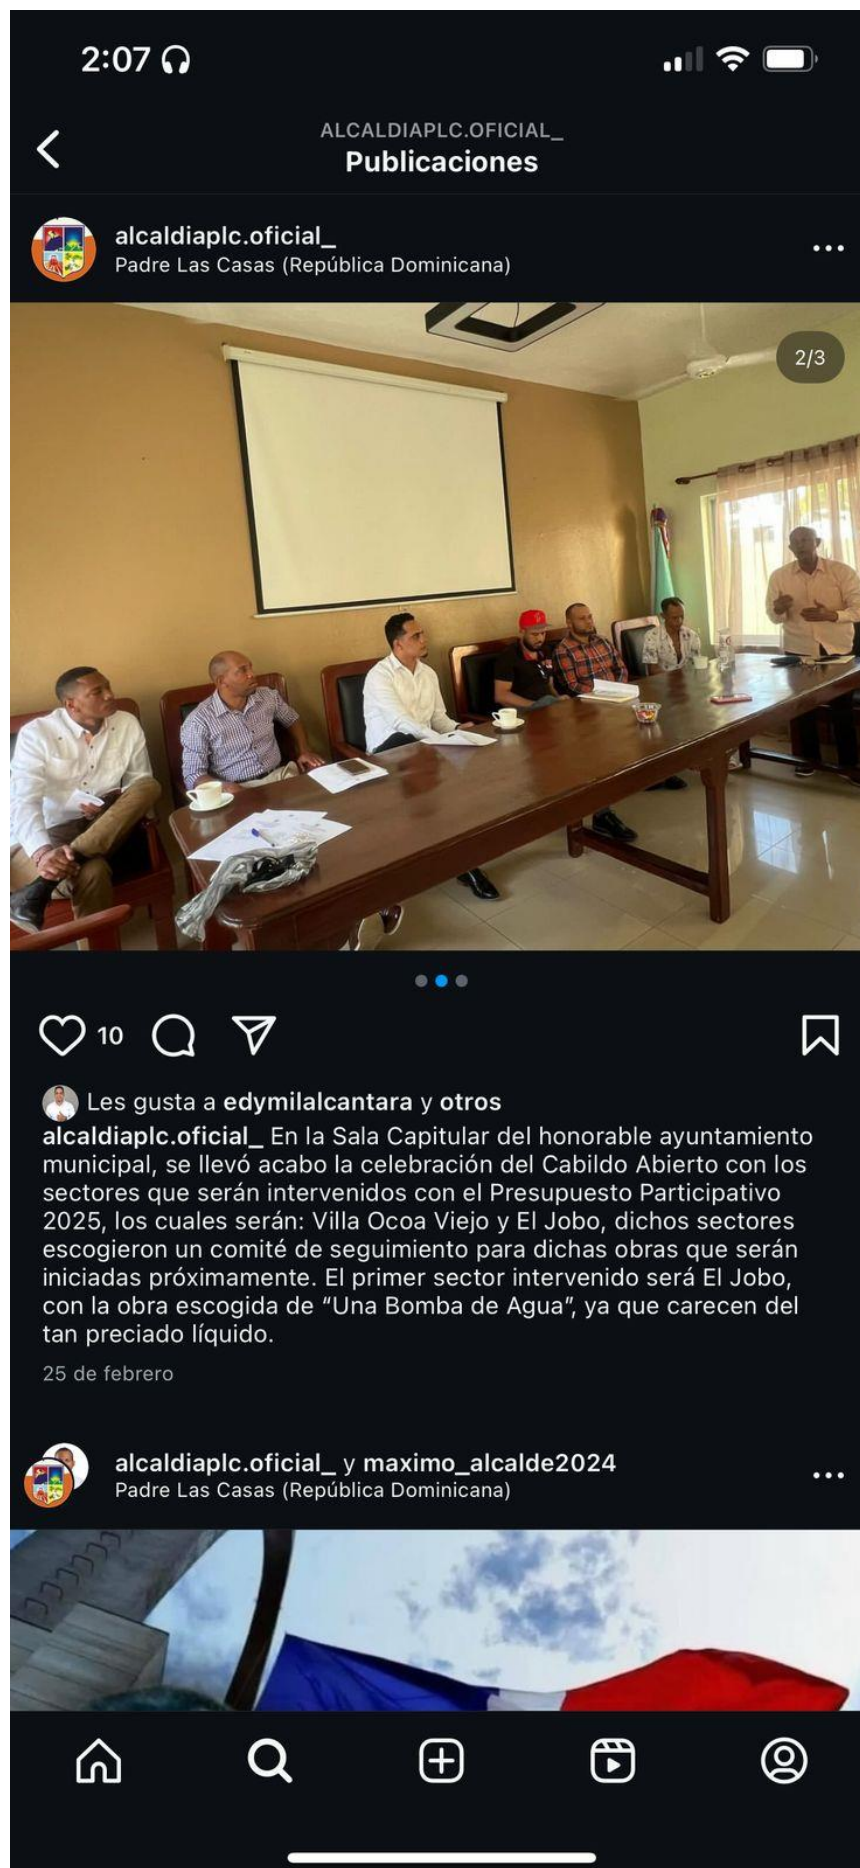 2:07
ALCALDIAPLC.OFICIAL_
Publicaciones
alcaldiaplc.oficial_
Padre Las Casas (República Dominicana)
2/3
10
Les gusta a edymilalcantara y otros
alcaldiaplc.oficial_ En la Sala Capitular del honorable ayuntamiento
municipal, se llevó acabo la celebración del Cabildo Abierto con los
sectores que serán intervenidos con el Presupuesto Participativo
2025, los cuales serán: Villa Ocoa Viejo y El Jobo, dichos sectores
escogieron un comité de seguimiento para dichas obras que serán
iniciadas próximamente. El primer sector intervenido será El Jobo,
con la obra escogida de “Una Bomba de Agua”, ya que carecen del
tan preciado líquido.
25 de febrero
alcaldiaplc.oficial_ y maximo_alcalde2024
Padre Las Casas (República Dominicana)